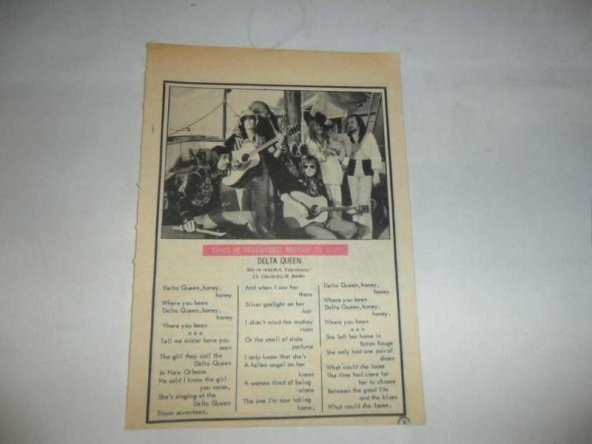 DELTA QUEEN
Delta Queen, honey,
honey
Where you been
Delta Queen, honey,
honey.
Where you been
***
Tell me mister have you
seen
The girl they call the
Delta Queen
In New Orleans
He said I know the girl
you mean,
She's singing at the
Delta Queen
Down seventeen.
And when I saw her
there
Silver gaslight on her
hair
I didn't mind the smokey
room
Or the smell of stale
perfume
I only knew that she's
A fallen angel on her
knees
A woman tired of being
alone
The one I'm now taking
home.
Delta Queen, honey,
honey
Where you been
Delta Queen, honey,
honey.
Where you been
***
She left her home in
Baton Rouge
She only had one pair of
shoes
What could she loose
The time had come for
her to choose
Between the good life
and the blues
What could she loose.